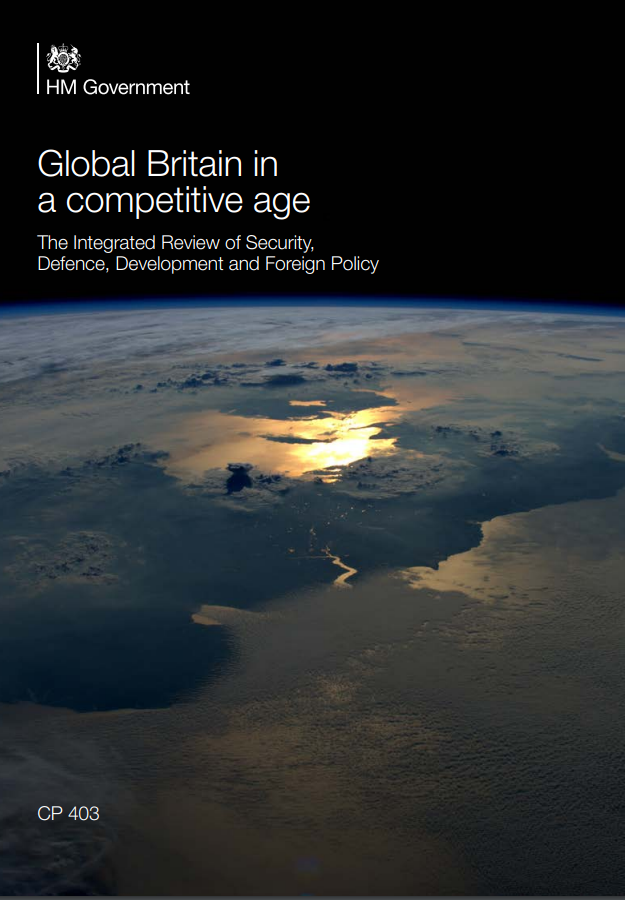 HM Government
Global Britain in
a competitive age
The Integrated Review of Security,
Defence, Development and Foreign Policy
CP 403